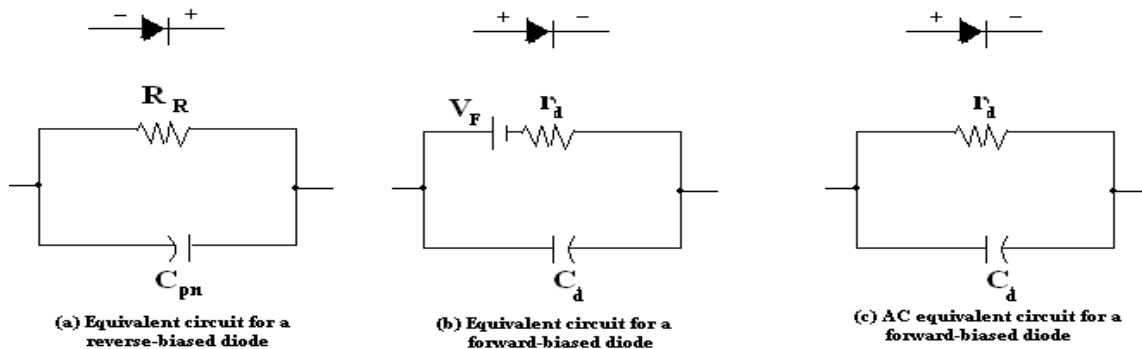 − +
+ −
+ −
R R
V F
r d
r d
C pn
C d
C d
(a) Equivalent circuit for a
reverse-biased diode
(b) Equivalent circuit for a
forward-biased diode
(c) AC equivalent circuit for a
forward-biased diode